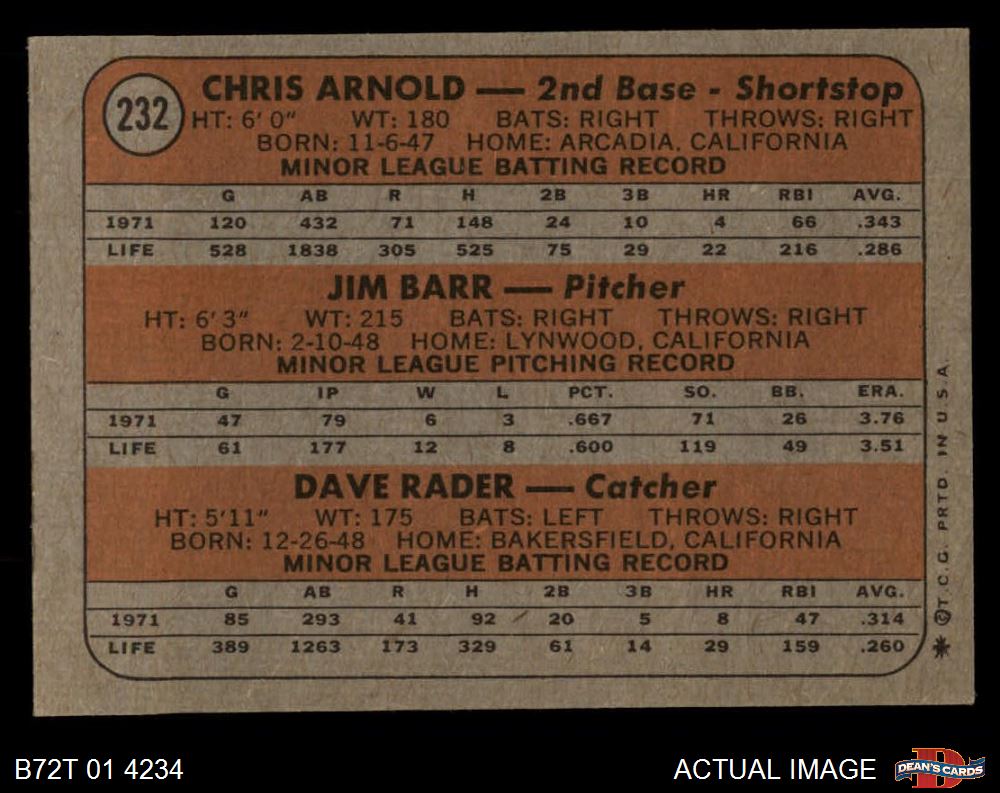 232
CHRIS ARNOLD — 2nd Base - Shortstop
HT: 6' 0" WT: 180 BATS: RIGHT THROWS: RIGHT
BORN: 11-6-47 HOME: ARCADIA, CALIFORNIA
MINOR LEAGUE BATTING RECORD
G AB R H 2B 3B HR RBI AVG.
1971 120 432 71 148 24 10 4 66 .343
LIFE 528 1838 305 525 75 29 22 216 .286
JIM BARR — Pitcher
HT: 6' 3" WT: 215 BATS: RIGHT THROWS: RIGHT
BORN: 2-10-48 HOME: LYNWOOD, CALIFORNIA
MINOR LEAGUE PITCHING RECORD
G IP W L PCT. SO. BB. ERA.
1971 47 79 6 3 .667 71 26 3.76
LIFE 61 177 12 8 .600 119 49 3.51
DAVE RADER — Catcher
HT: 5'11" WT: 175 BATS: LEFT THROWS: RIGHT
BORN: 12-26-48 HOME: BAKERSFIELD, CALIFORNIA
MINOR LEAGUE BATTING RECORD
G AB R H 2B 3B HR RBI AVG.
1971 85 293 41 92 20 5 8 47 .314
LIFE 389 1263 173 329 61 14 29 159 .260
* © T.C.G. PRTD. IN U.S.A.
B72T 01 4234
ACTUAL IMAGE
DEAN'S CARDS